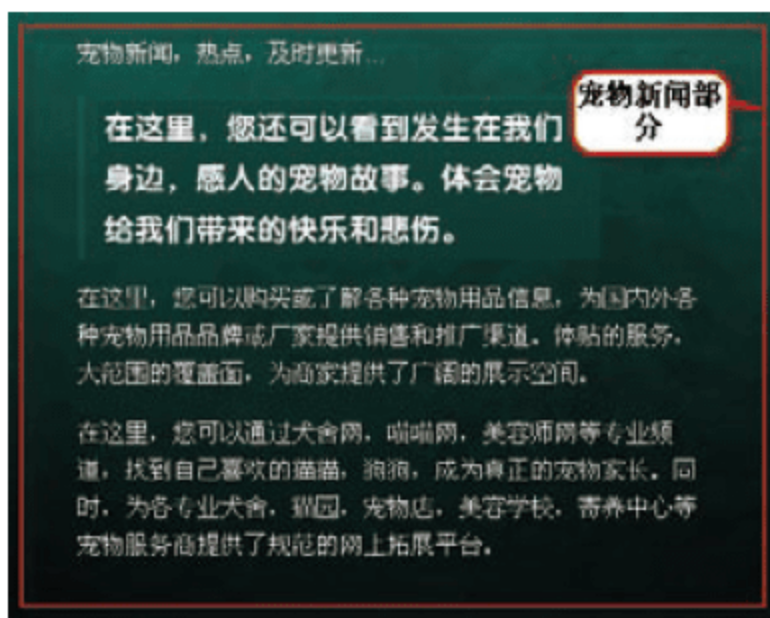 宠物新闻，热点，及时更新...
宠物新闻部
分
在这里，您还可以看到发生在我们
身边，感人的宠物故事。体会宠物
给我们带来的快乐和悲伤。
在这里，您可以购买或了解各种宠物用品信息，为国内外各
种宠物用品品牌或厂家提供销售和推广渠道。体贴的服务，
大范围的覆盖面，为商家提供了广阔的展示空间。
在这里，您可以通过犬舍网，喵喵网，美容师网等专业频
道，找到自己喜欢的猫猫，狗狗，成为真正的宠物家长。同
时，为各专业犬舍，猫园，宠物店，美容学校，寄养中心等
宠物服务商提供了规范的网上拓展平台。